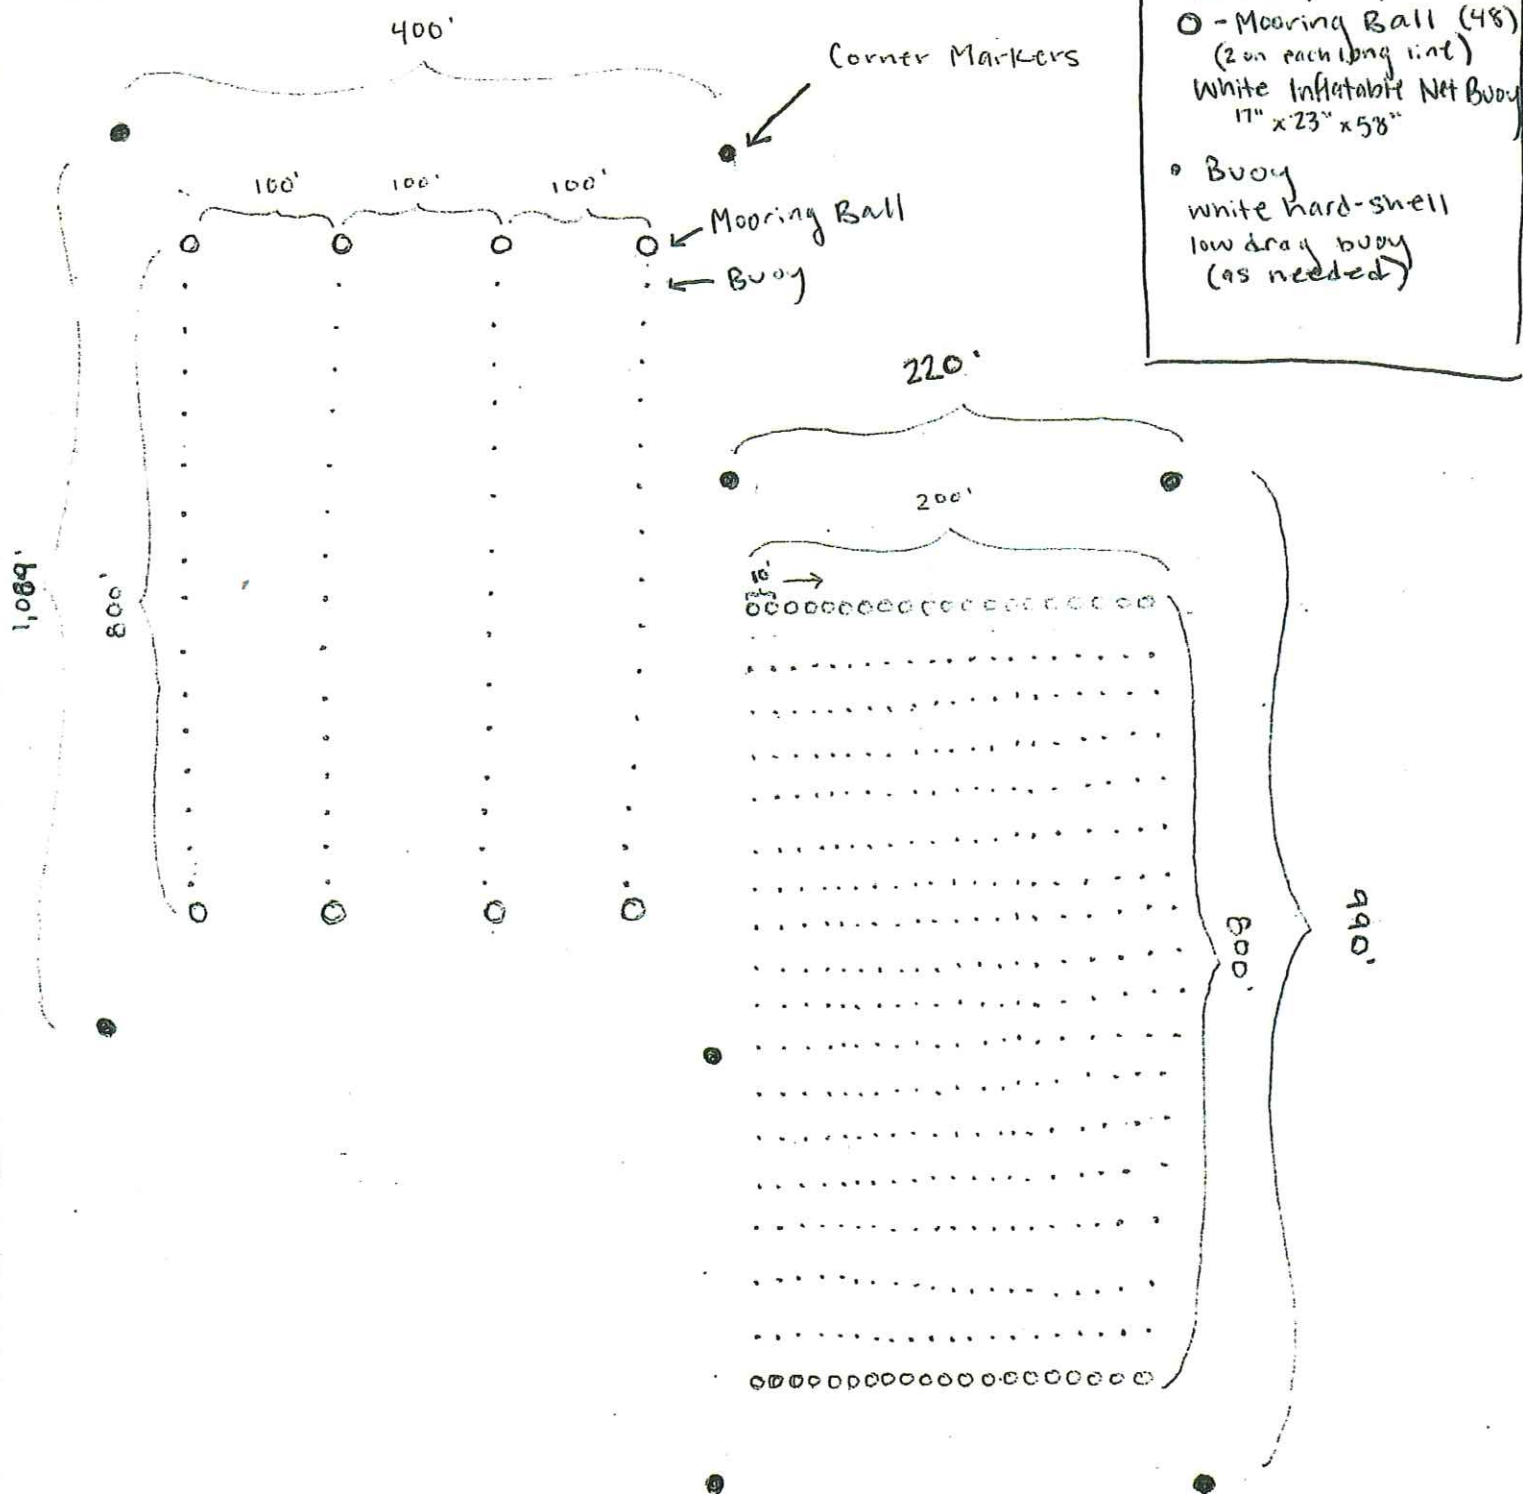 400'
Corner Markers
O - Mooring Ball (48)
(2 on each long line)
White Inflatable Net Buoy
17" x 23" x 58"
• Buoy
white hard-shell
low drag buoy
(as needed)
100'
100'
100'
Mooring Ball
Buoy
220'
200'
10'
1,089'
800'
800'
990'